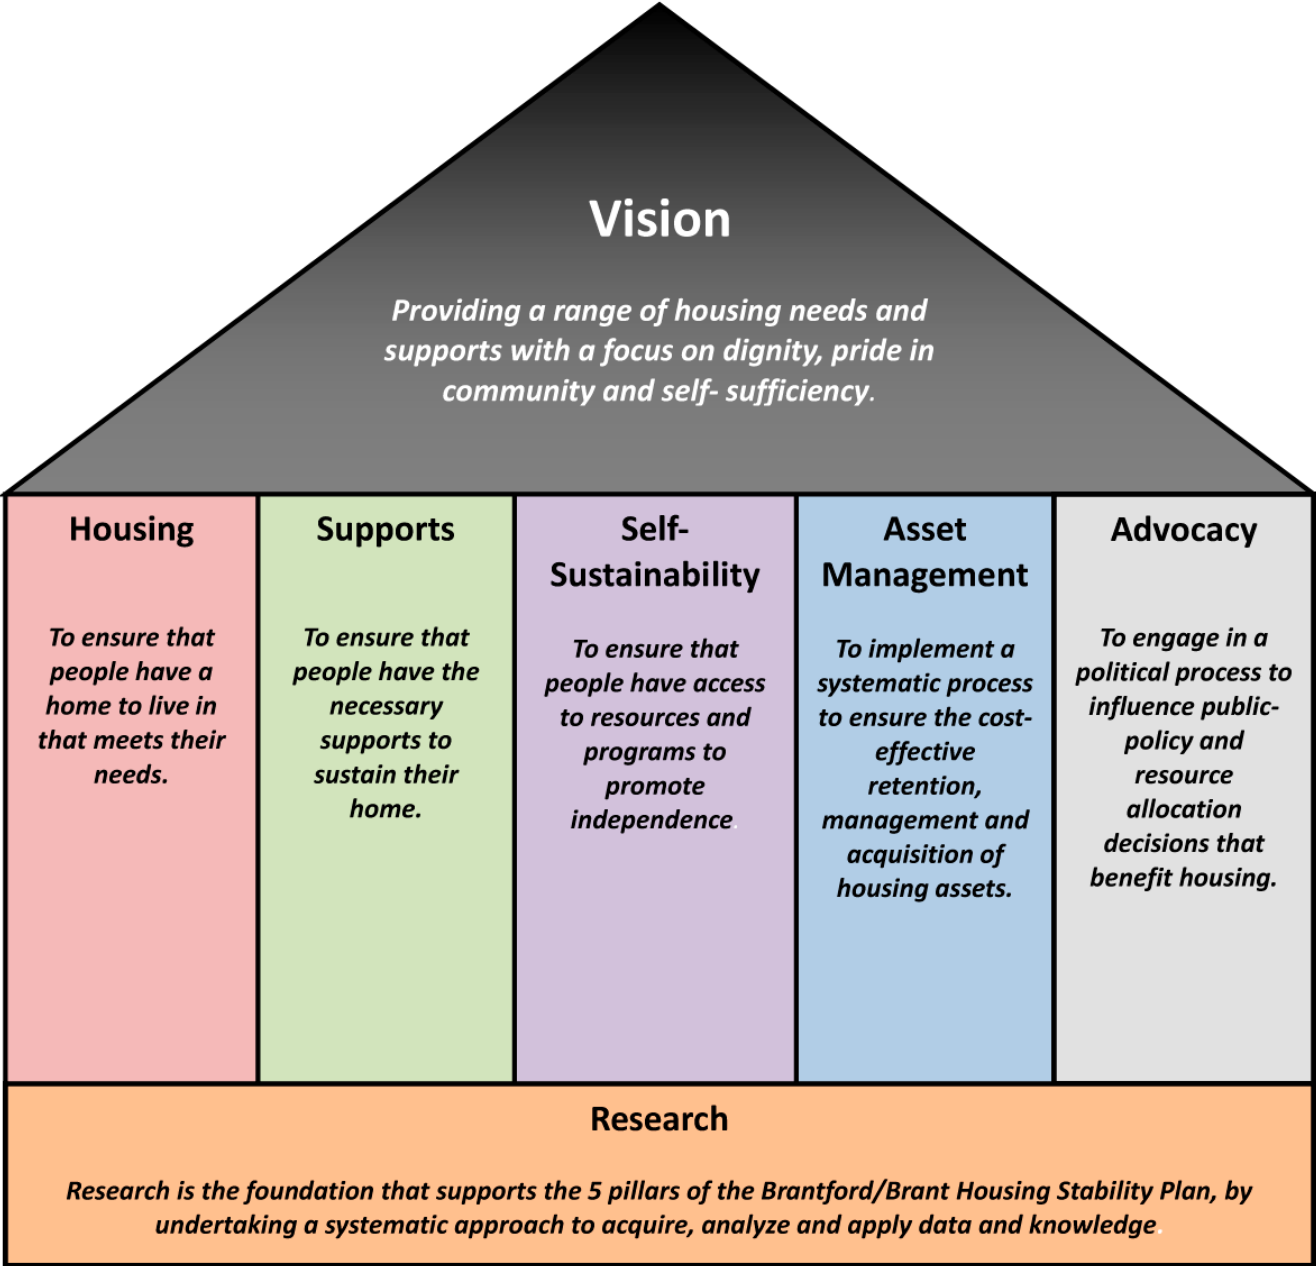 Vision
Providing a range of housing needs and
supports with a focus on dignity, pride in
community and self- sufficiency.
Housing
To ensure that
people have a
home to live in
that meets their
needs.
Supports
To ensure that
people have the
necessary
supports to
sustain their
home.
Self-
Sustainability
To ensure that
people have access
to resources and
programs to
promote
independence.
Asset
Management
To implement a
systematic process
to ensure the cost-
effective
retention,
management and
acquisition of
housing assets.
Advocacy
To engage in a
political process to
influence public-
policy and
resource
allocation
decisions that
benefit housing.
Research
Research is the foundation that supports the 5 pillars of the Brantford/Brant Housing Stability Plan, by
undertaking a systematic approach to acquire, analyze and apply data and knowledge.